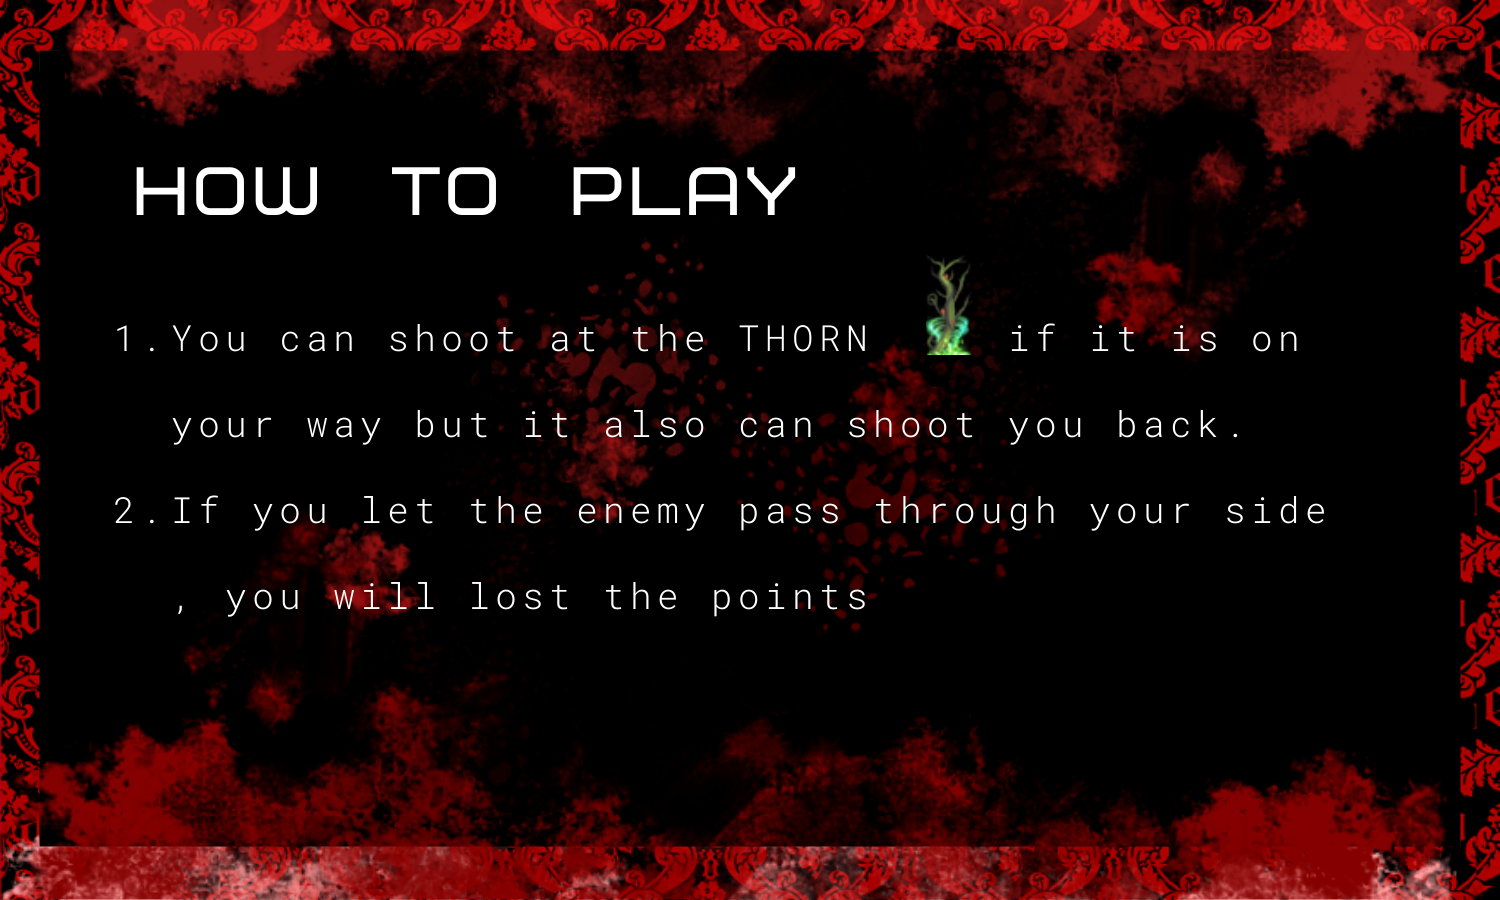 HOW TO PLAY
1. You can shoot at the THORN if it is on
your way but it also can shoot you back.
2. If you let the enemy pass through your side
, you will lost the points